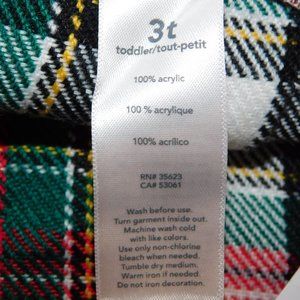 3t
toddler/tout-petit
100% acrylic
100% acrylique
100% acrílico
RN# 35623
CA# 53061
Wash before use.
Turn garment inside out.
Machine wash cold
with like colors.
Use only non-chlorine
bleach when needed.
Tumble dry medium.
Warm iron if needed.
Do not iron decoration.